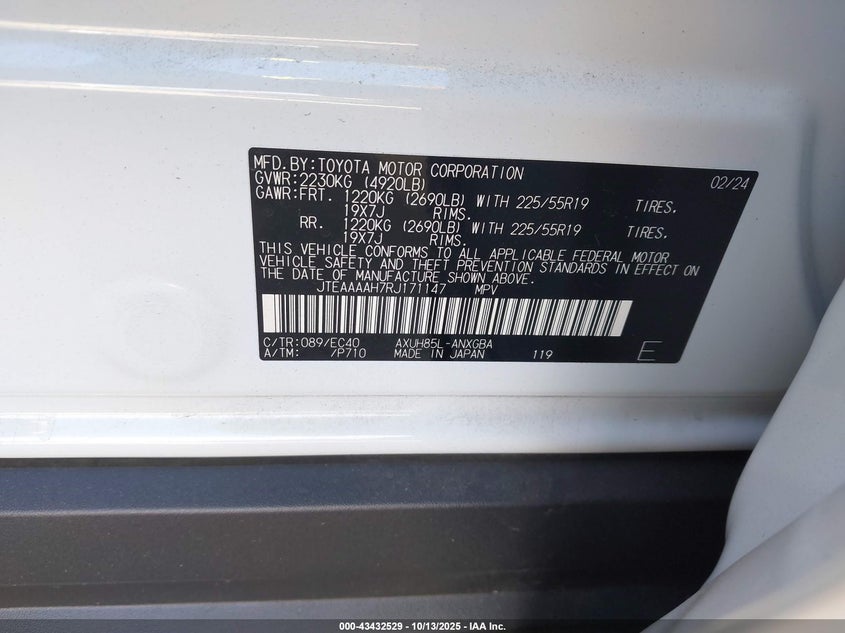 MFD.BY:TOYOTA MOTOR CORPORATION 02/24
GVWR:2230KG (4920LB)
GAWR:FRT. 1220KG (2690LB) WITH 225/55R19 TIRES.
19X7J RIMS.
RR. 1220KG (2690LB) WITH 225/55R19 TIRES.
19X7J RIMS.
THIS VEHICLE CONFORMS TO ALL APPLICABLE FEDERAL MOTOR
VEHICLE SAFETY AND THEFT PREVENTION STANDARDS IN EFFECT ON
THE DATE OF MANUFACTURE SHOWN ABOVE.
JTEAAAAH7RJ171147 MPV
C/TR:089/EC40 AXUH85L-ANXGBA
A/TM: /P710 MADE IN JAPAN 119 E
000-43432529 - 10/13/2025 - IAA Inc.